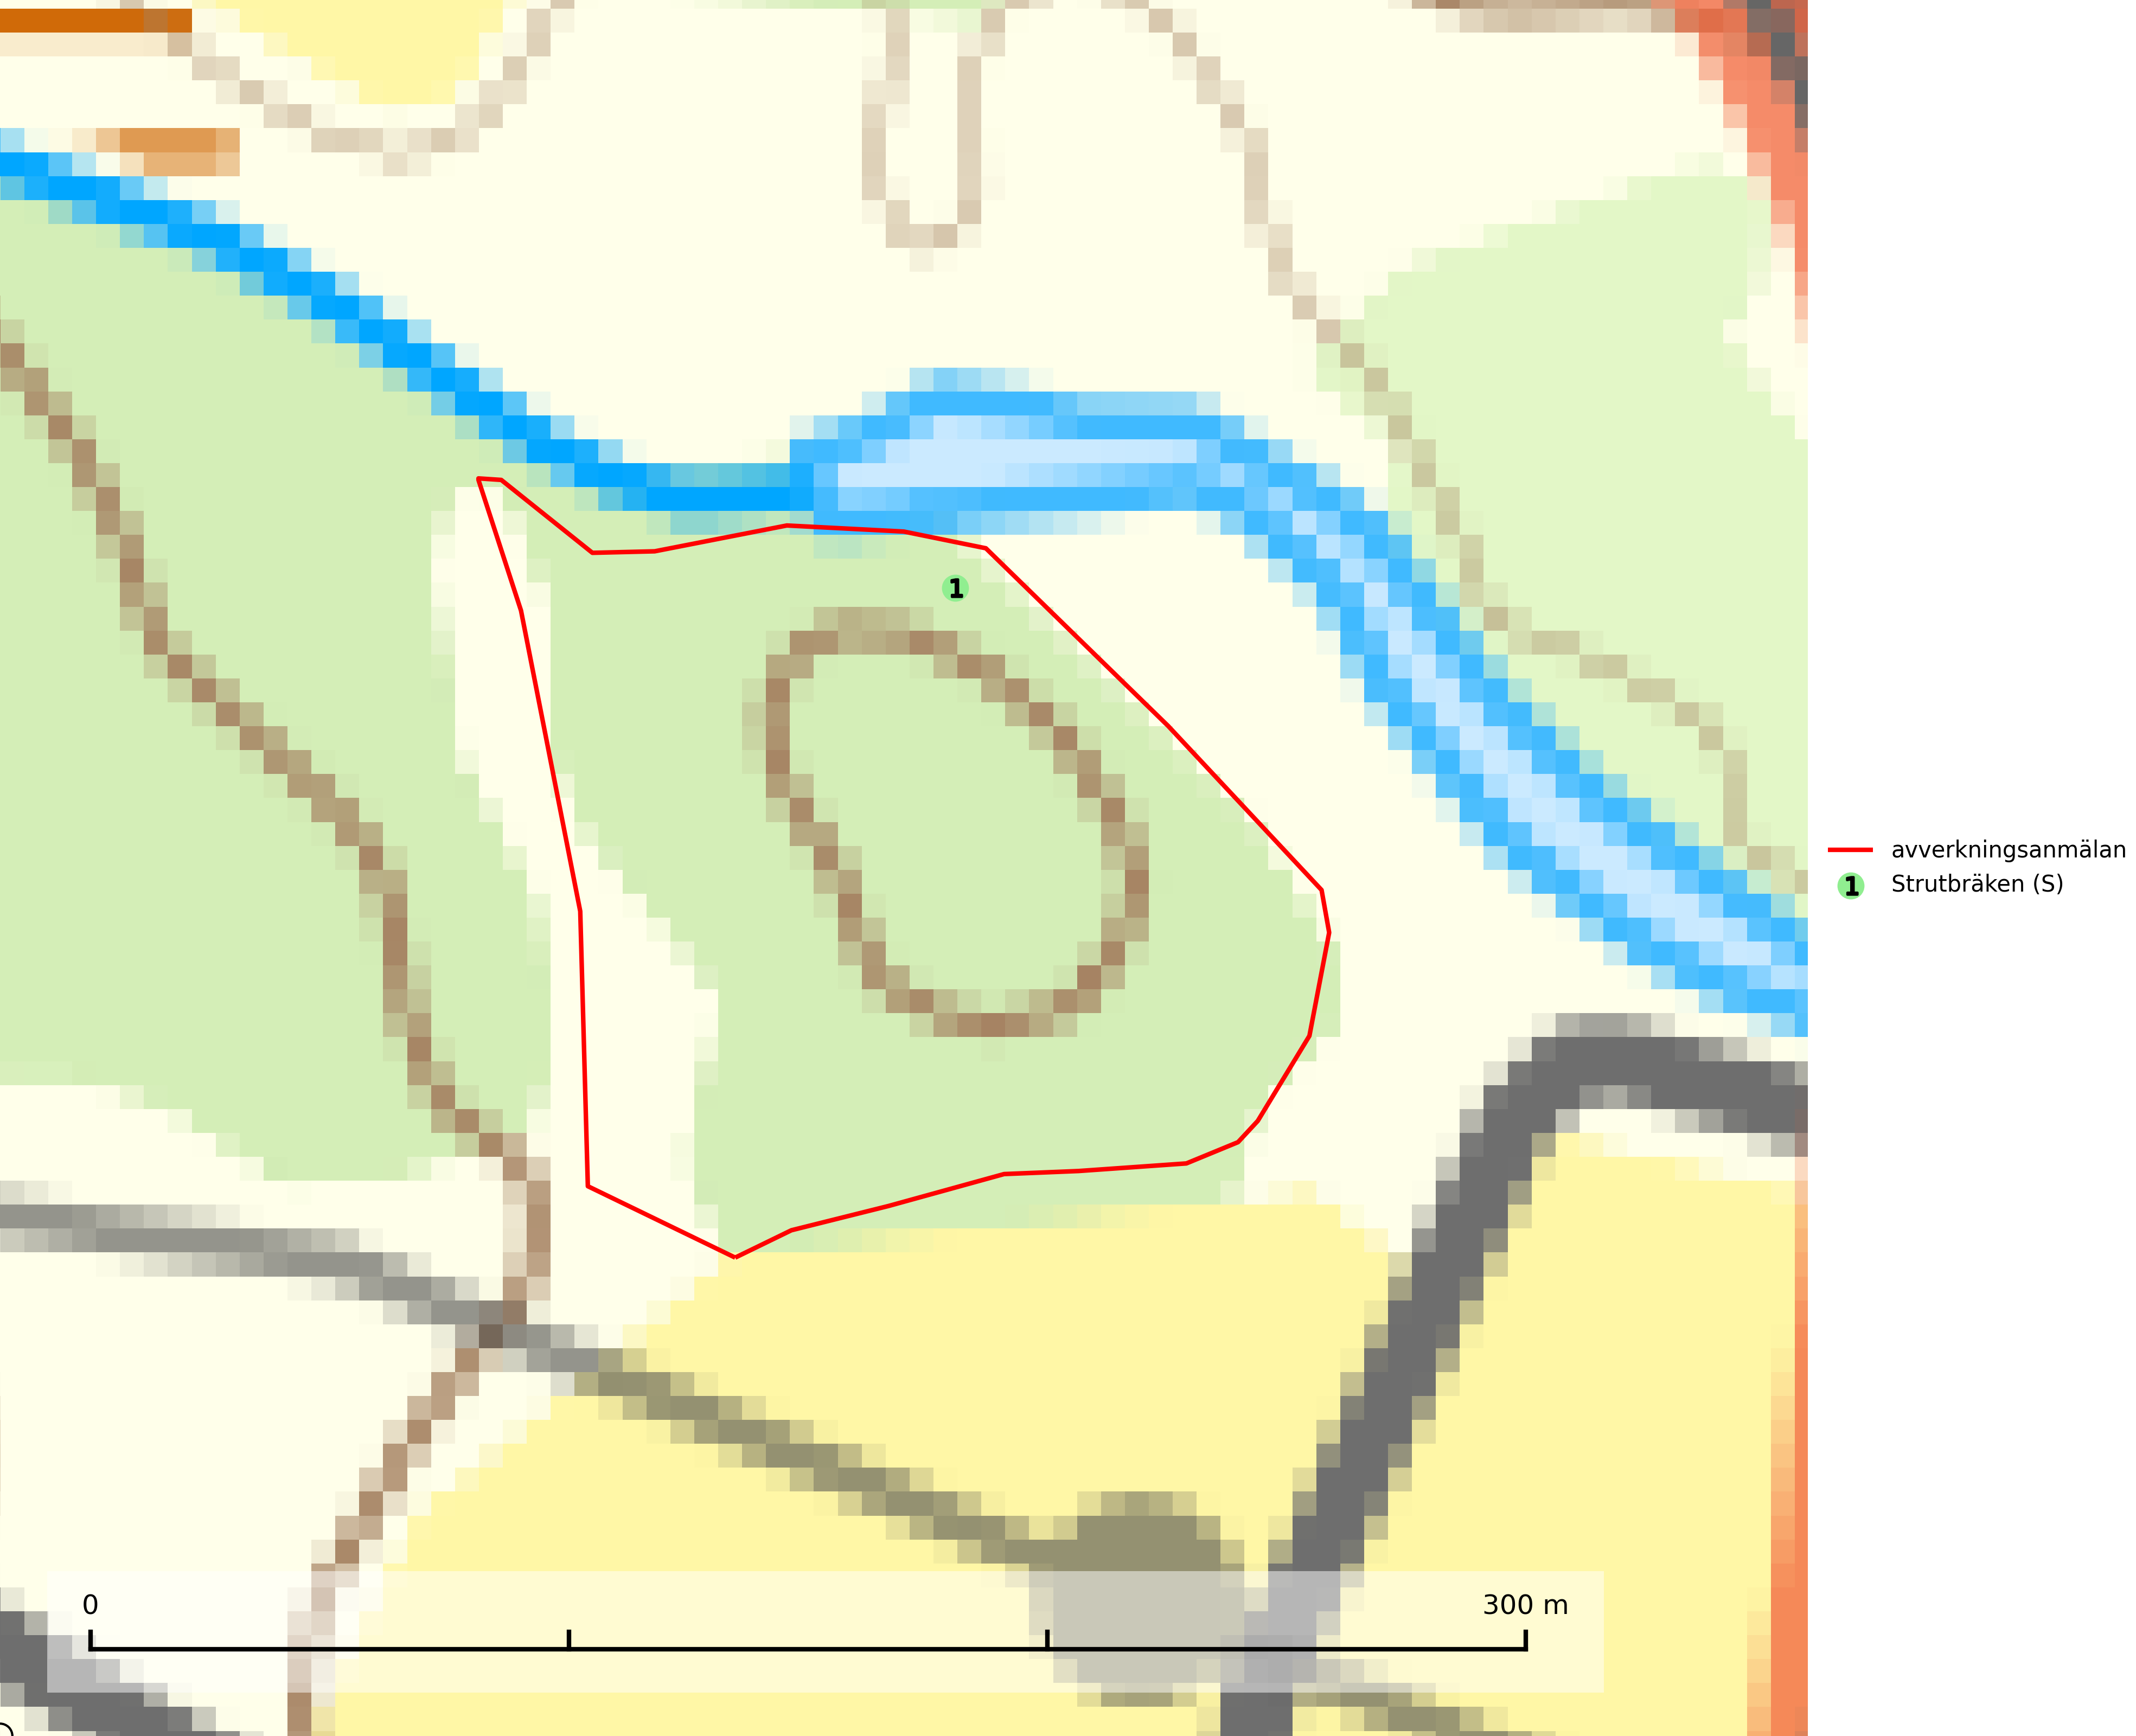 1
avverkningsanmälan
1 Strutbräken (S)
0 300 m